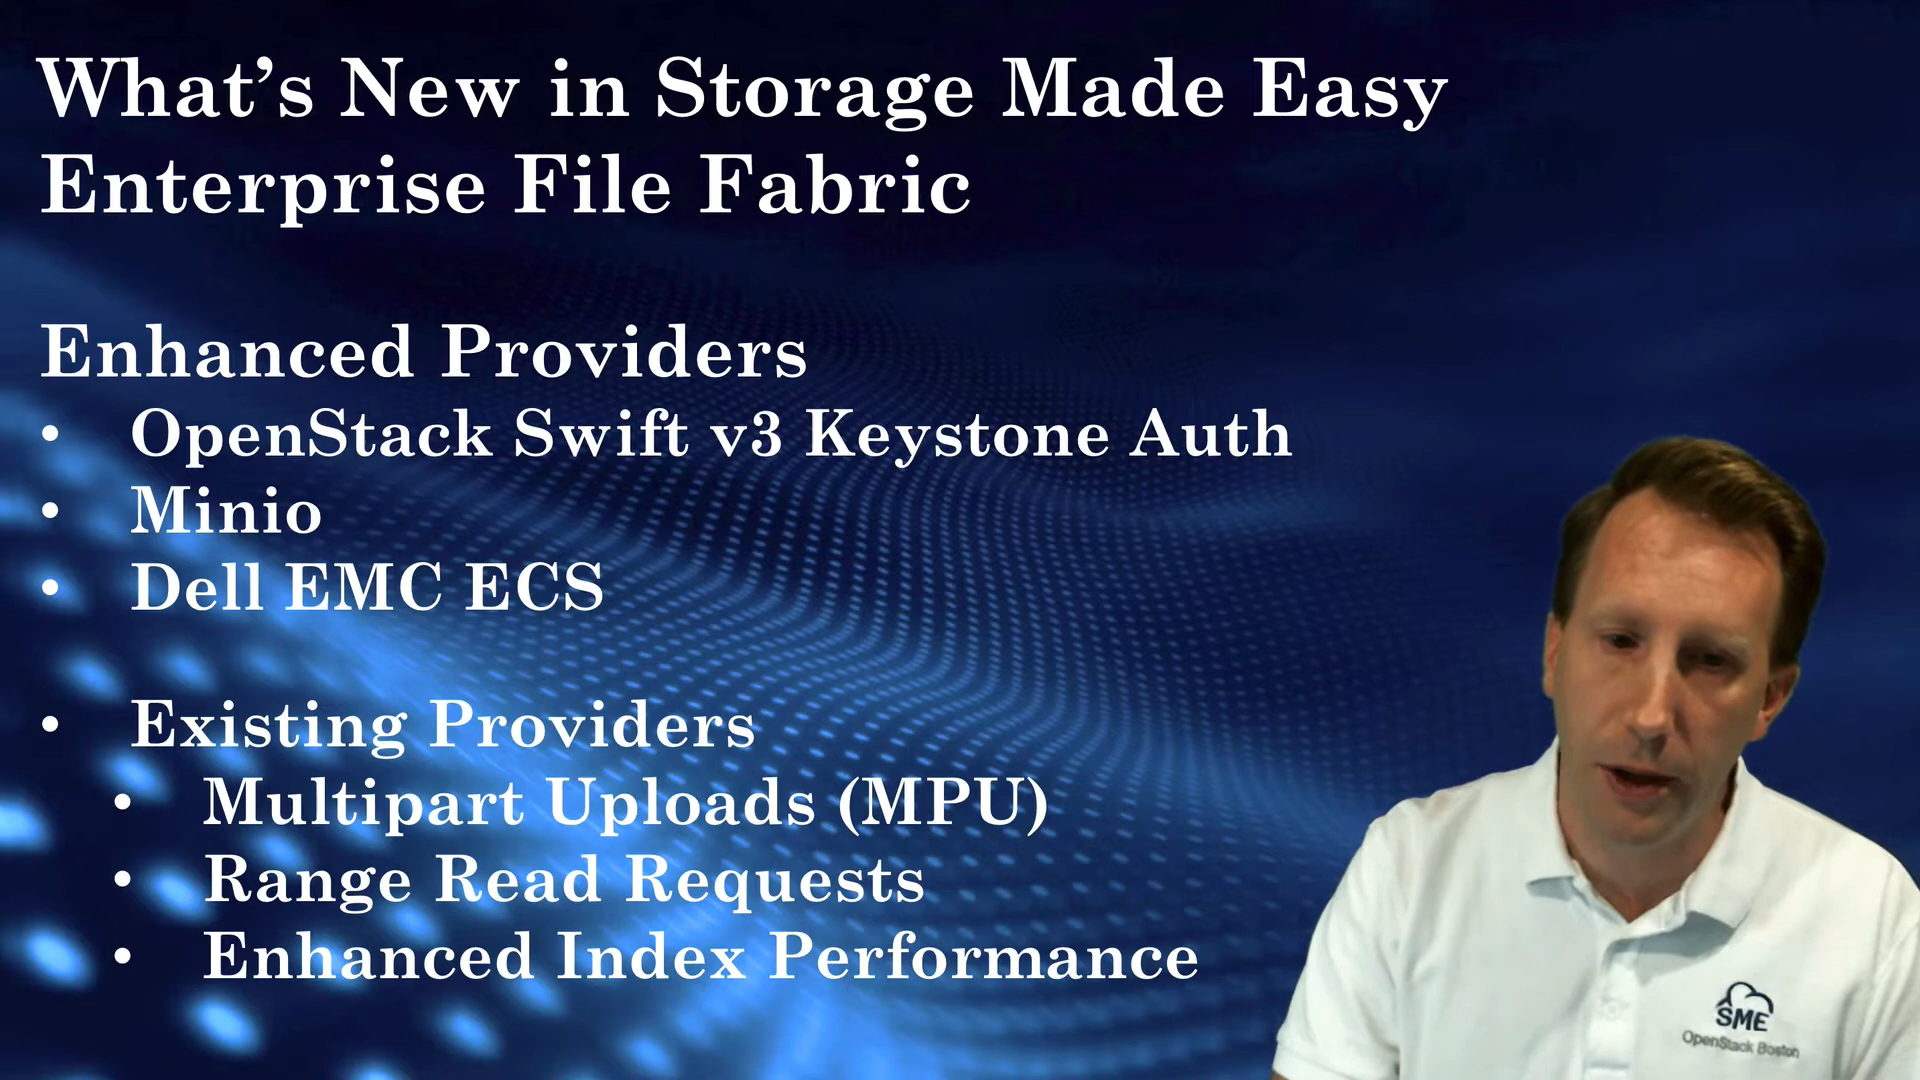 What’s New in Storage Made Easy
Enterprise File Fabric
Enhanced Providers
• OpenStack Swift v3 Keystone Auth
• Minio
• Dell EMC ECS
• Existing Providers
• Multipart Uploads (MPU)
• Range Read Requests
• Enhanced Index Performance
SME
OpenStack Boston